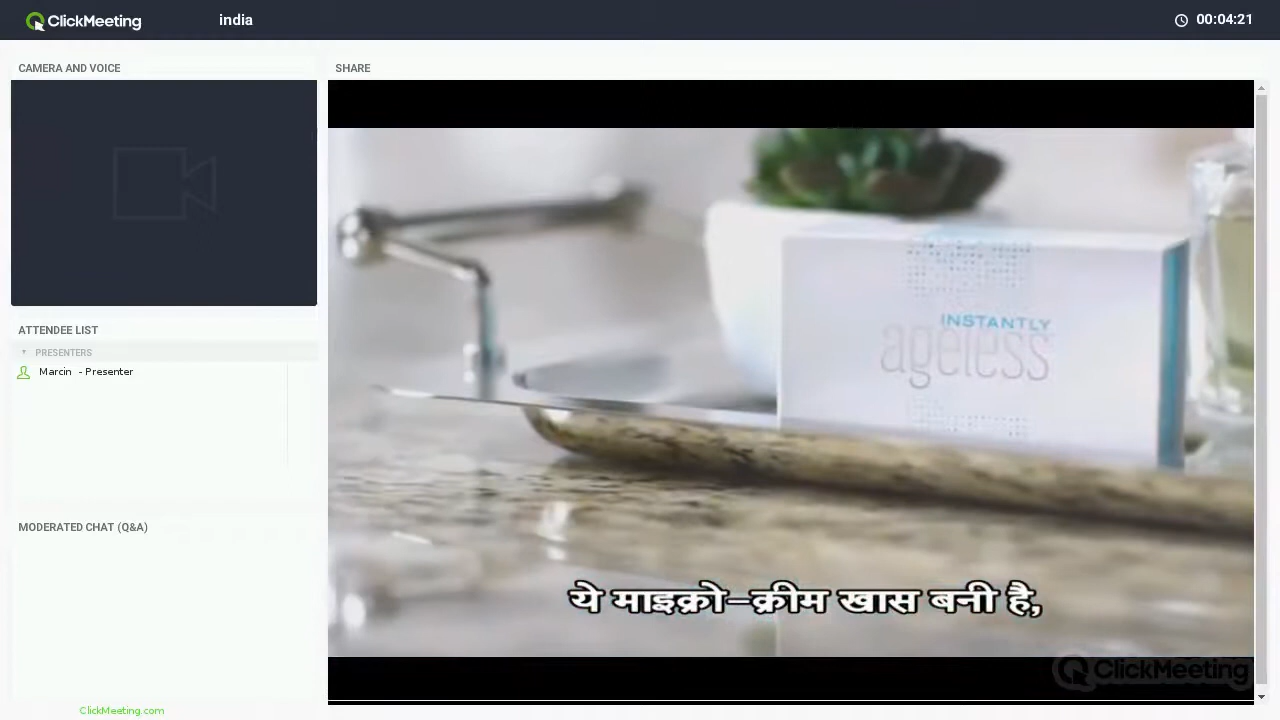 ClickMeeting
india
00:04:21
CAMERA AND VOICE
SHARE
INSTANTLY
ageless
ATTENDEE LIST
PRESENTERS
Marcin - Presenter
MODERATED CHAT (Q&A)
ये माइक्रो–क्रीम खास बनी है,
ClickMeeting
ClickMeeting.com